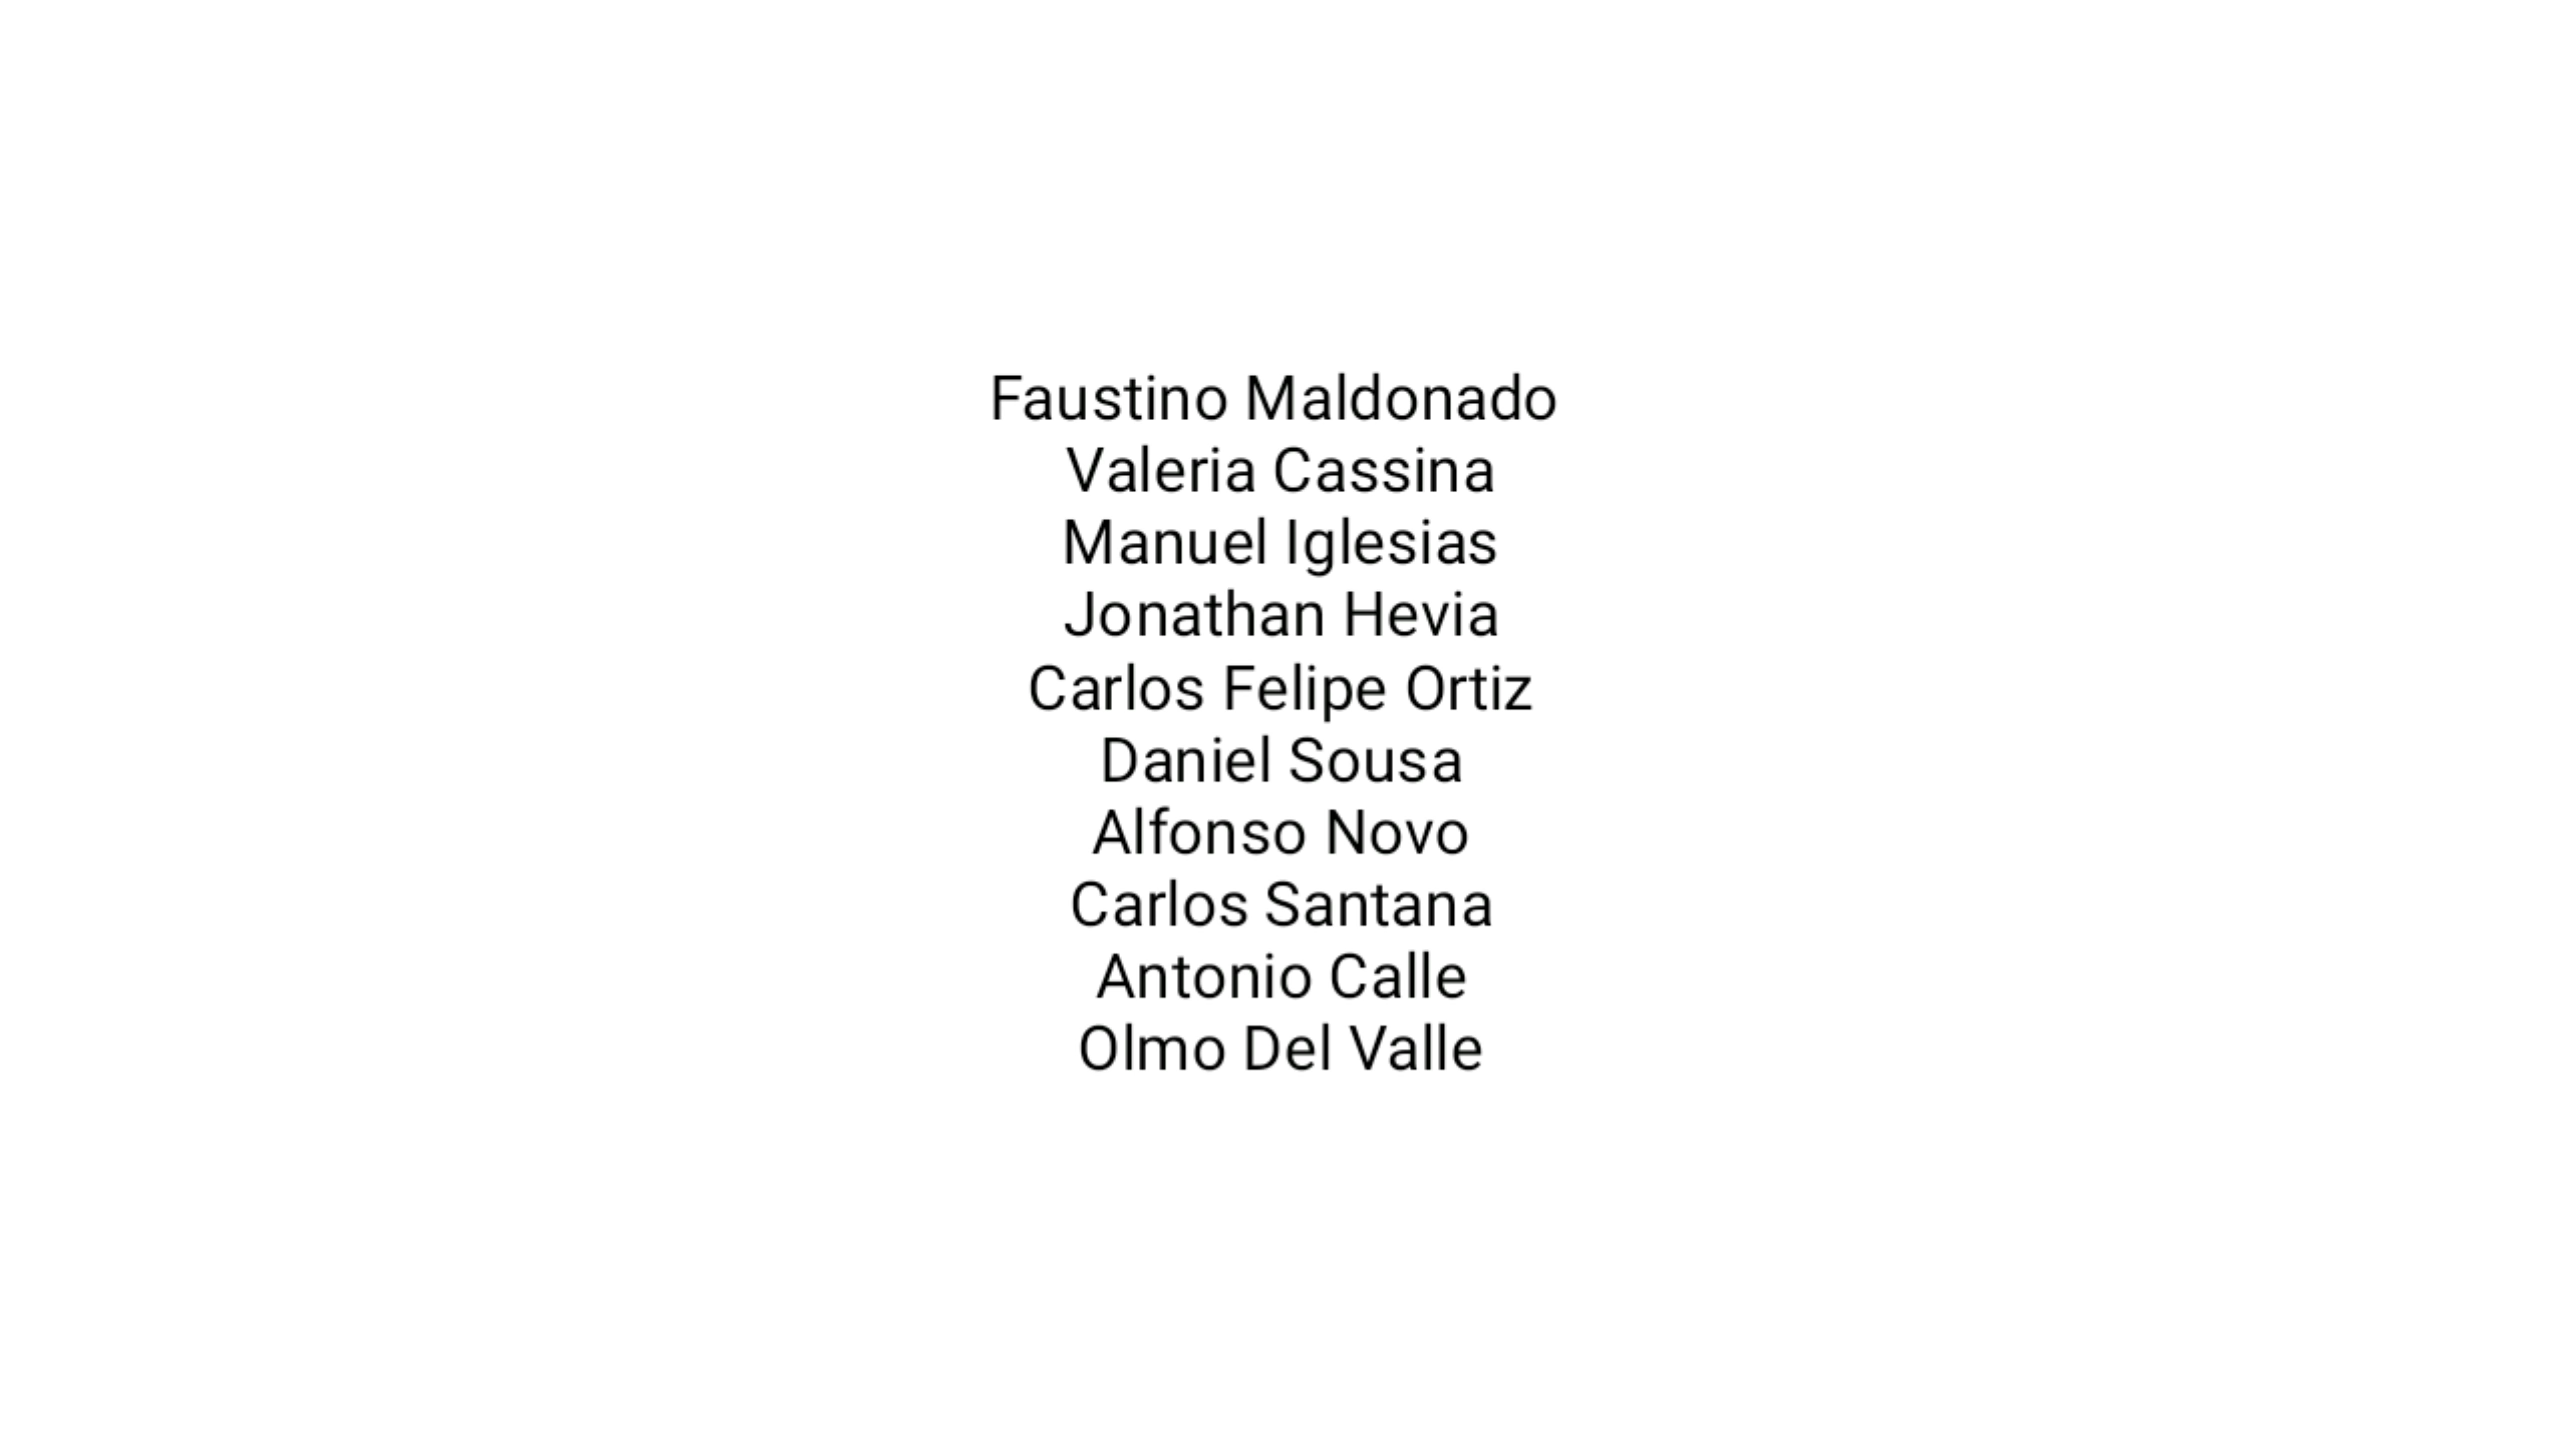 Faustino Maldonado
Valeria Cassina
Manuel Iglesias
Jonathan Hevia
Carlos Felipe Ortiz
Daniel Sousa
Alfonso Novo
Carlos Santana
Antonio Calle
Olmo Del Valle